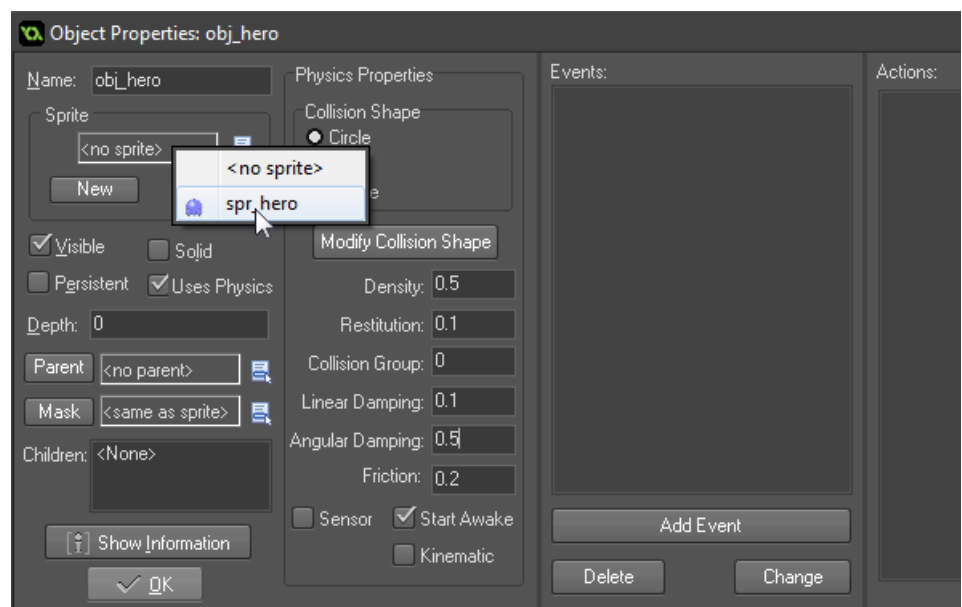 Object Properties: obj_hero
Name: obj_hero
Sprite
<no sprite>
<no sprite>
spr_hero
New
Visible
Solid
Persistent
Uses Physics
Depth: 0
Parent <no parent>
Mask <same as sprite>
Children: <None>
Show Information
OK
Physics Properties
Collision Shape
Circle
Modify Collision Shape
Density: 0.5
Restitution: 0.1
Collision Group: 0
Linear Damping: 0.1
Angular Damping: 0.5
Friction: 0.2
Sensor
Start Awake
Kinematic
Events:
Add Event
Delete
Change
Actions: